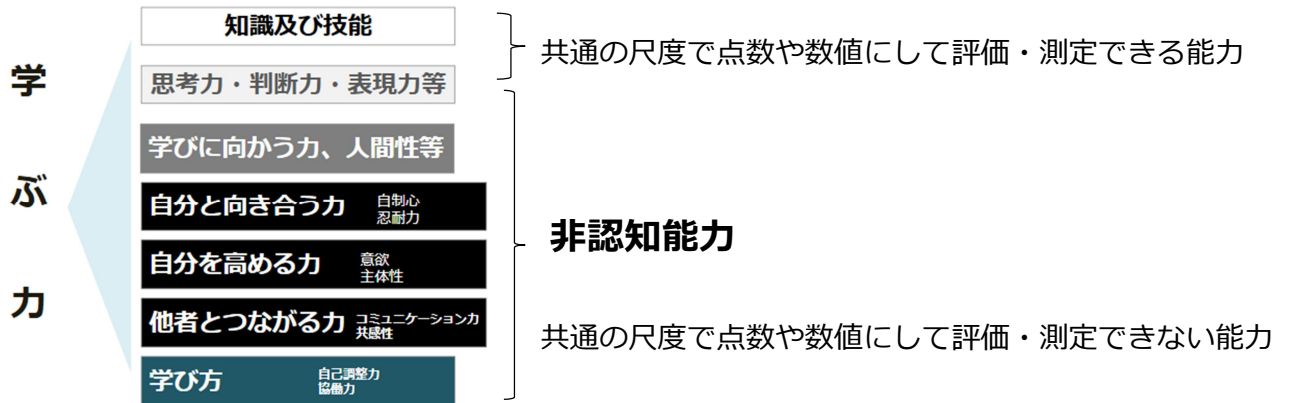 学ぶ力
知識及び技能
思考力・判断力・表現力等
共通の尺度で点数や数値にして評価・測定できる能力
学びに向かう力、人間性等
自分と向き合う力
自制心
忍耐力
自分を高める力
意欲
主体性
他者とつながる力
コミュニケーション力
共感性
学び方
自己調整力
協働力
非認知能力
共通の尺度で点数や数値にして評価・測定できない能力